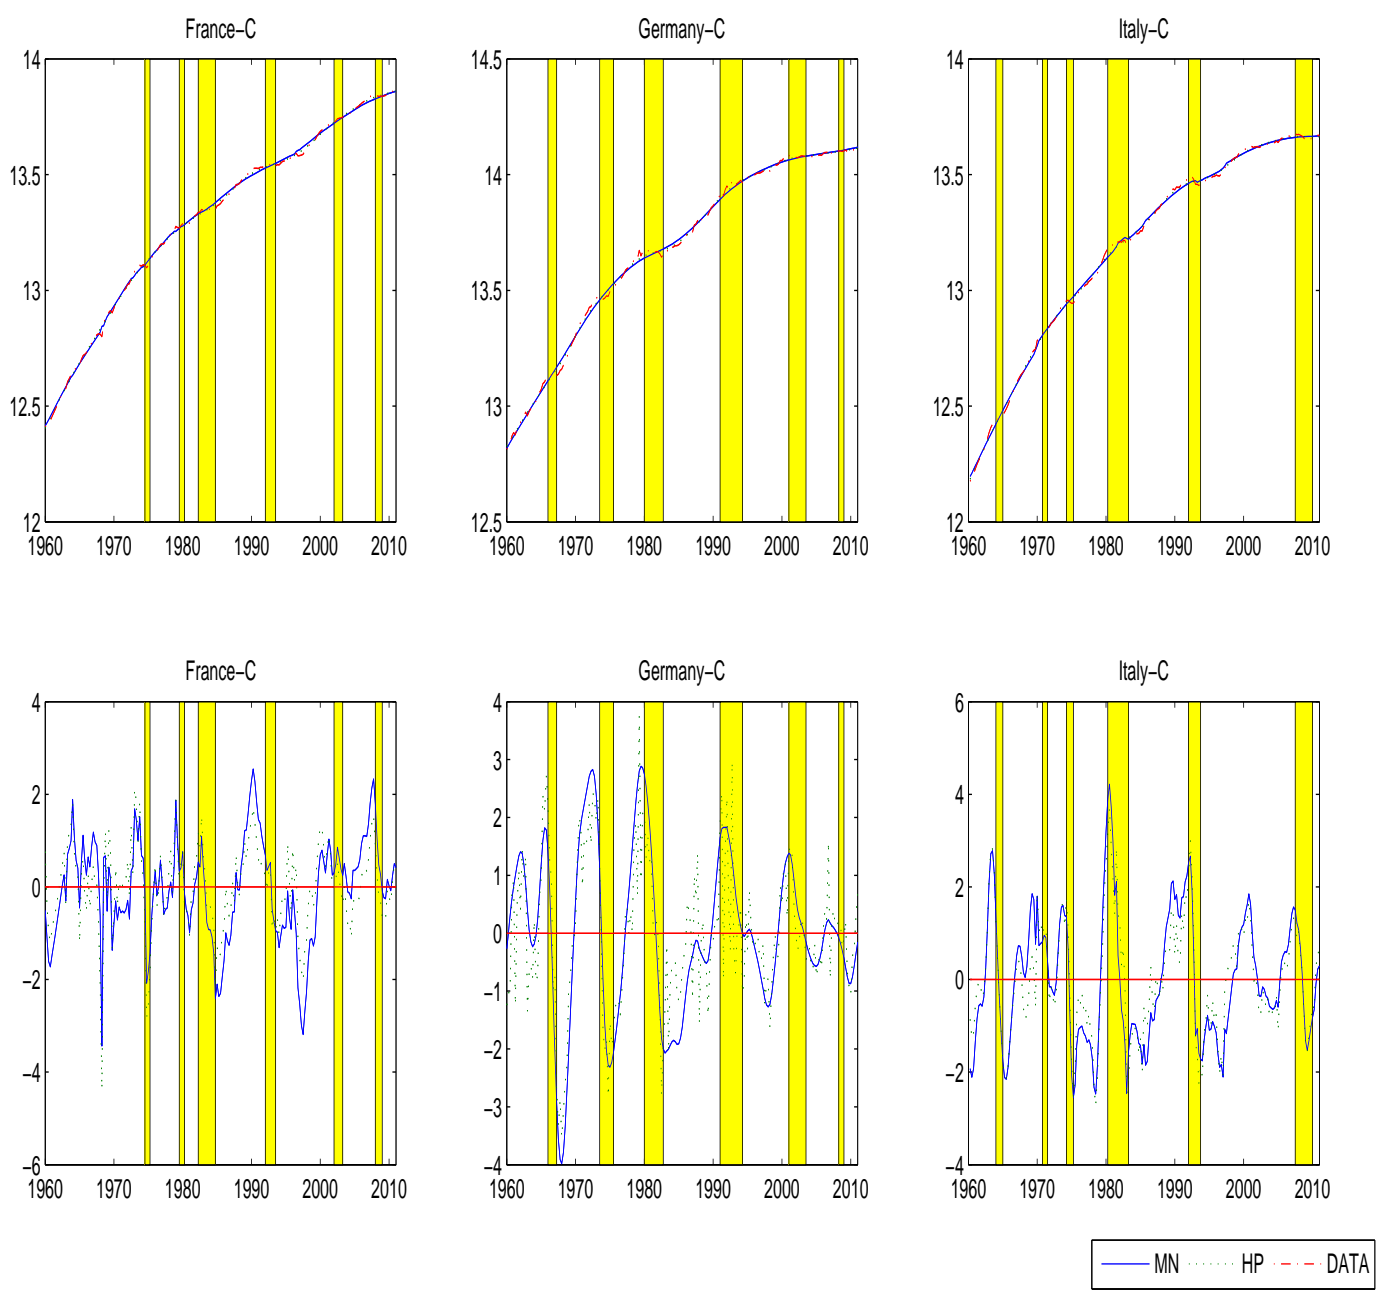 France–C Germany–C Italy–C
14 14.5 14
13.5 14 13.5
13 13.5 13
12.5 13 12.5
12 12.5 12
1960 1970 1980 1990 2000 2010 1960 1970 1980 1990 2000 2010 1960 1970 1980 1990 2000 2010
France–C Germany–C Italy–C
4 4 6
3
2 4
2
1 2
0 0
−1 0
−2
−2
−4 −2
−3
−6 −4 −4
1960 1970 1980 1990 2000 2010 1960 1970 1980 1990 2000 2010 1960 1970 1980 1990 2000 2010
MN HP DATA